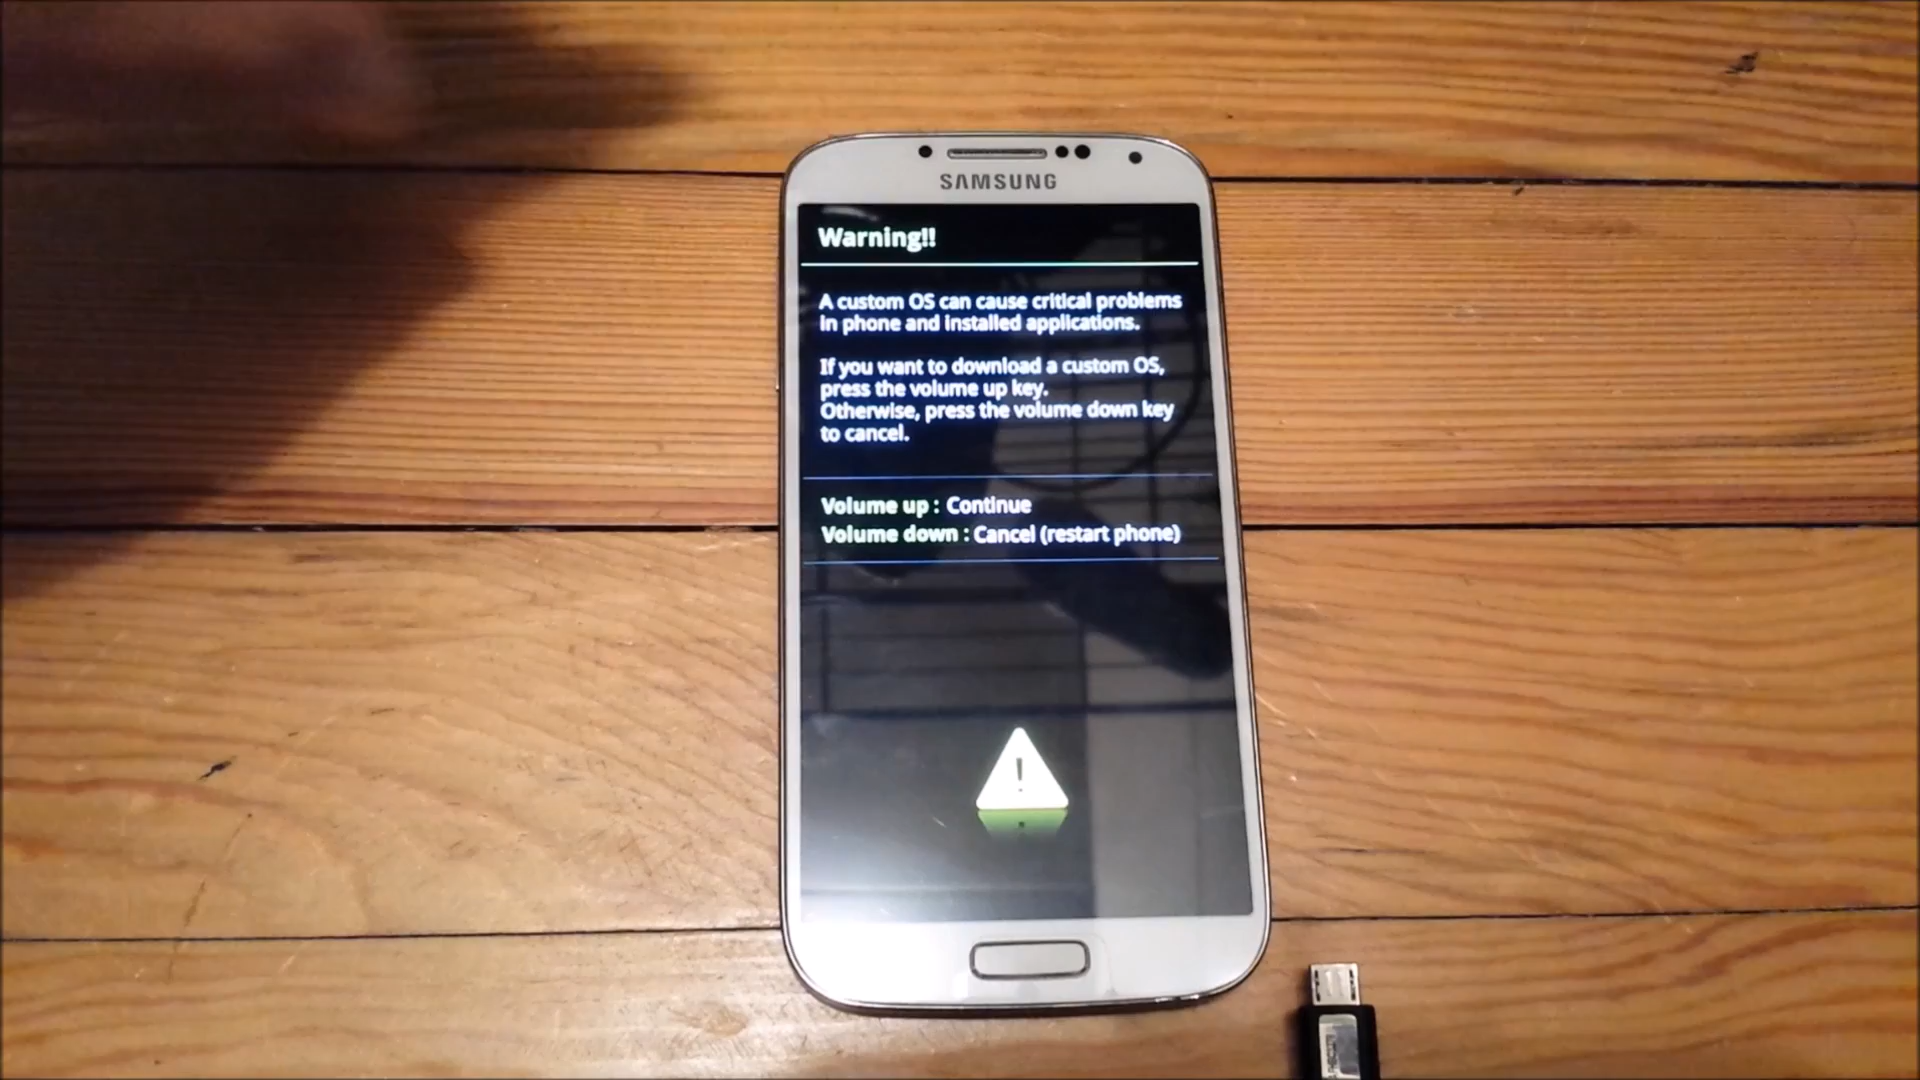 SAMSUNG
Warning!!
A custom OS can cause critical problems
in phone and installed applications.
If you want to download a custom OS,
press the volume up key.
Otherwise, press the volume down key
to cancel.
Volume up : Continue
Volume down : Cancel (restart phone)
!